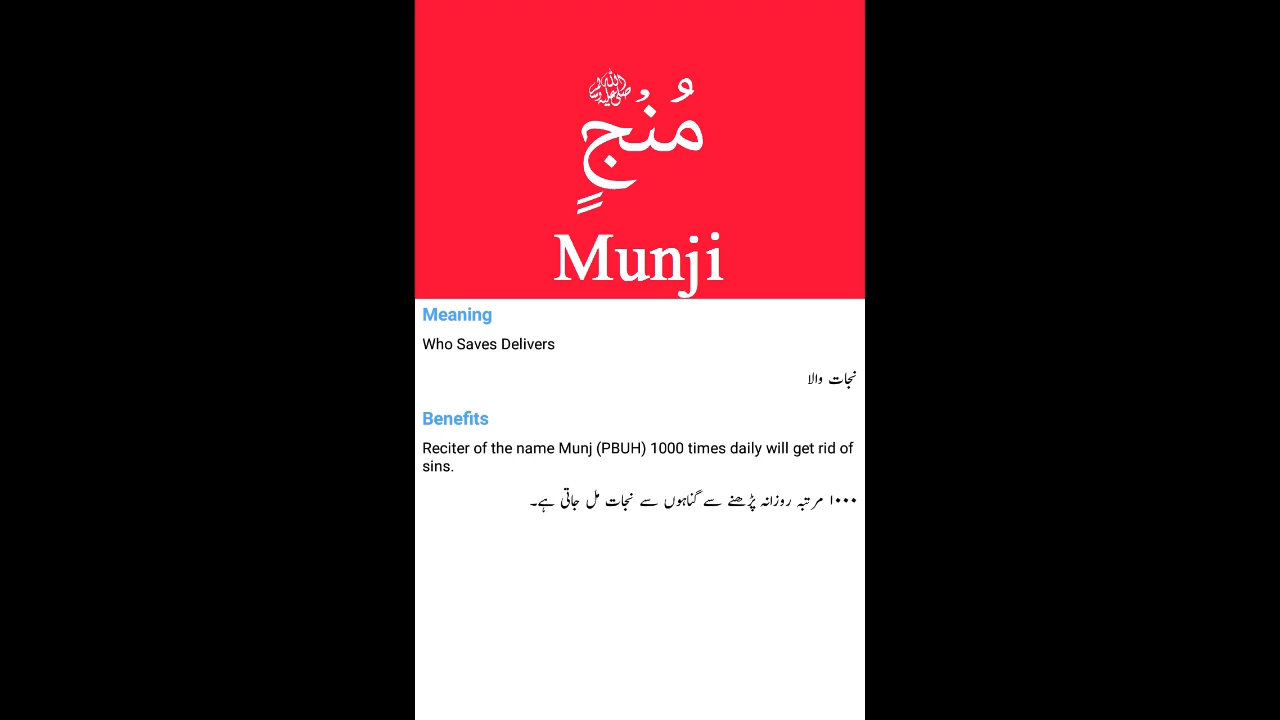 مُنْجٍ ﷺ
Munji
Meaning
Who Saves Delivers
نجات والا
Benefits
Reciter of the name Munj (PBUH) 1000 times daily will get rid of
sins.
۱۰۰۰ مرتبہ روزانہ پڑھنے سے گناہوں سے نجات مل جاتی ہے۔